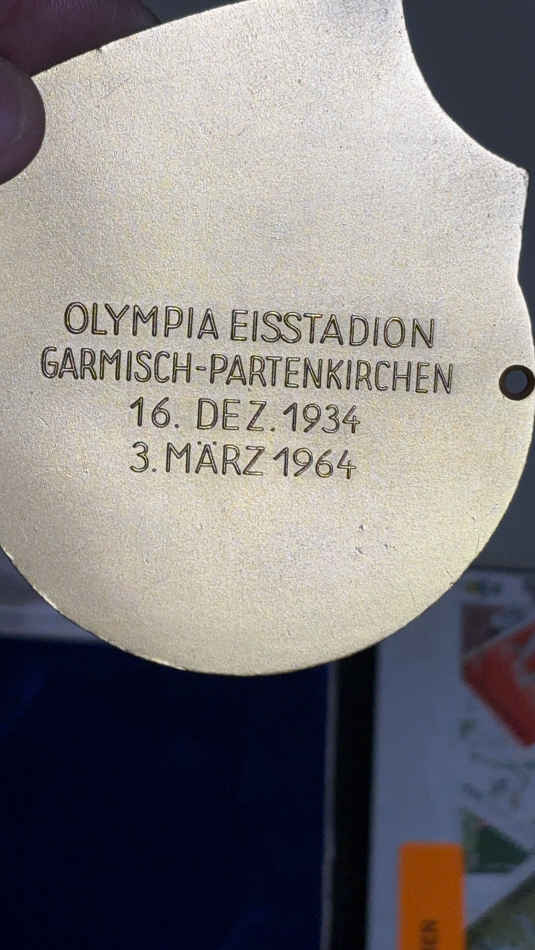 OLYMPIA EISSTADION
GARMISCH-PARTENKIRCHEN
16. DEZ. 1934
3. MÄRZ 1964